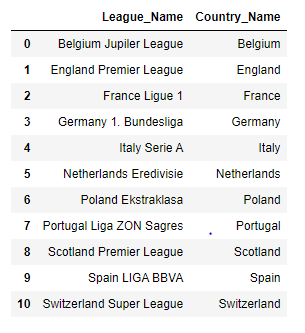 League_Name Country_Name
0 Belgium Jupiler League Belgium
1 England Premier League England
2 France Ligue 1 France
3 Germany 1. Bundesliga Germany
4 Italy Serie A Italy
5 Netherlands Eredivisie Netherlands
6 Poland Ekstraklasa Poland
7 Portugal Liga ZON Sagres Portugal
8 Scotland Premier League Scotland
9 Spain LIGA BBVA Spain
10 Switzerland Super League Switzerland